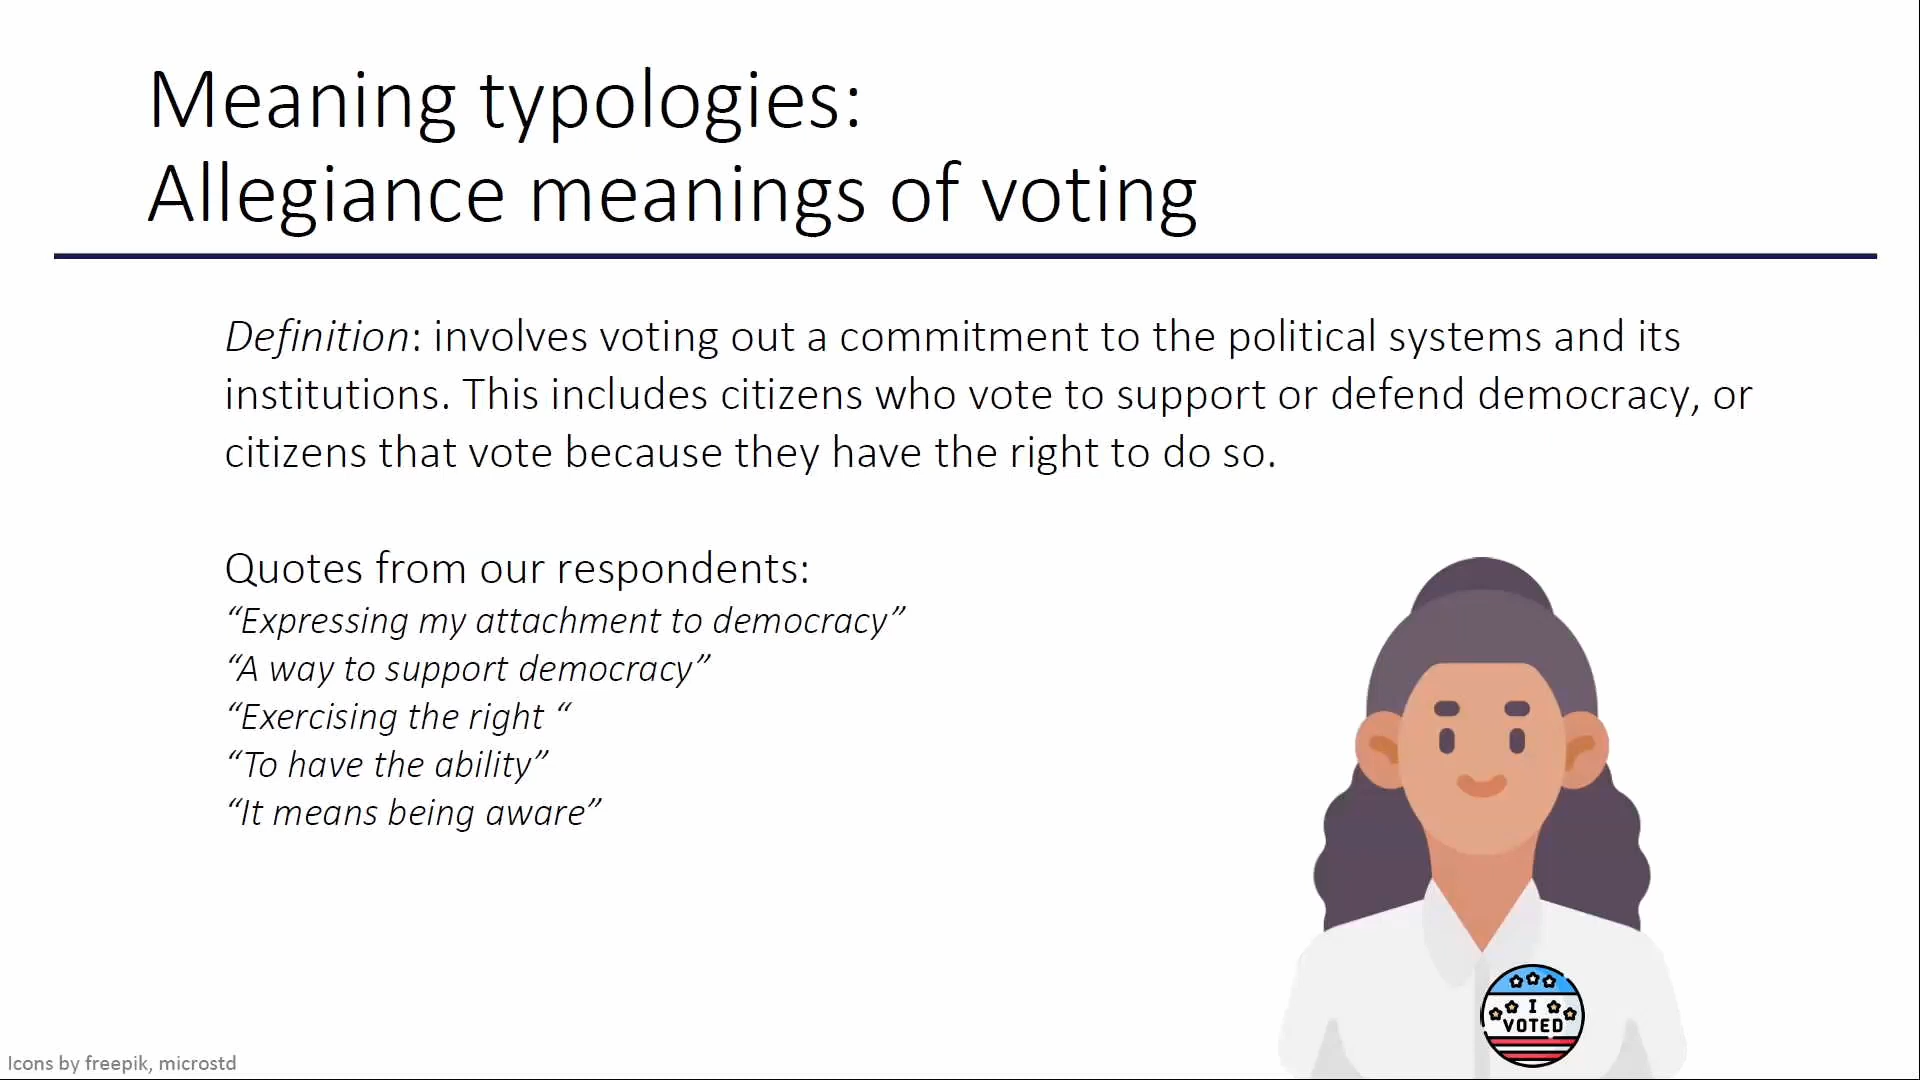 Meaning typologies:
Allegiance meanings of voting
Definition: involves voting out a commitment to the political systems and its
institutions. This includes citizens who vote to support or defend democracy, or
citizens that vote because they have the right to do so.
Quotes from our respondents:
“Expressing my attachment to democracy”
“A way to support democracy”
“Exercising the right “
“To have the ability”
“It means being aware”
I
VOTED
Icons by freepik, microstd